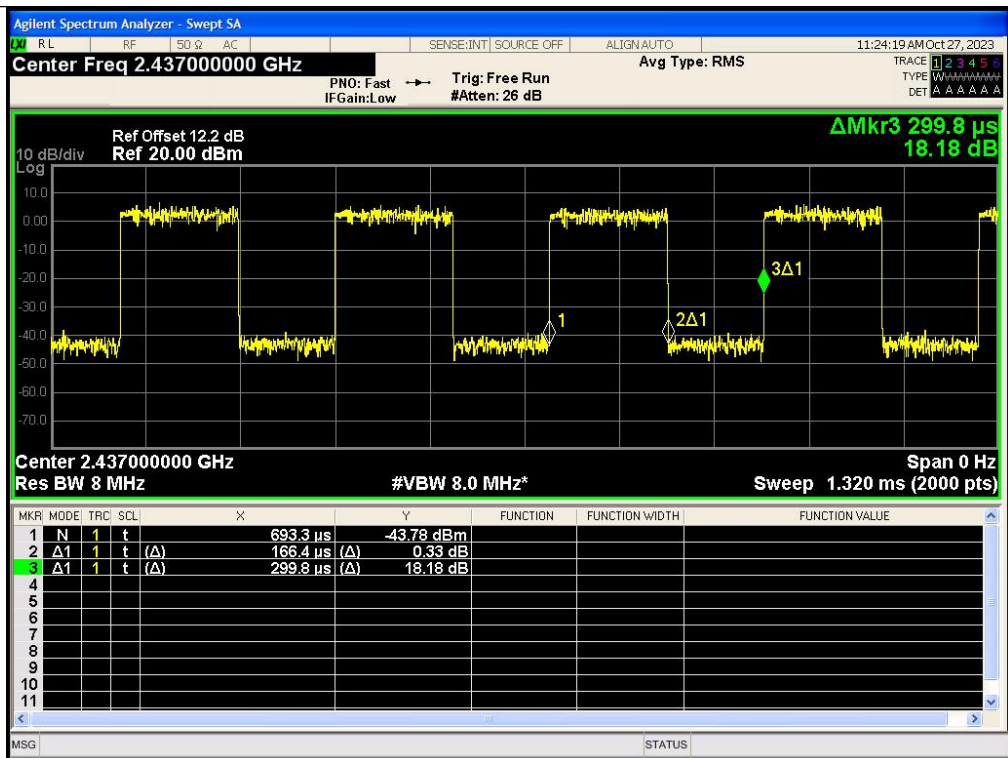 Agilent Spectrum Analyzer - Swept SA
LXI RL RF 50 Ω AC SENSE:INT SOURCE OFF ALIGN AUTO 11:24:19 AM Oct 27, 2023
Center Freq 2.437000000 GHz
PNO: Fast
IFGain:Low
Trig: Free Run
#Atten: 26 dB
Avg Type: RMS
TRACE 1 2 3 4 5 6
TYPE W
DET A A A A A A
ΔMkr3 299.8 µs
18.18 dB
Ref Offset 12.2 dB
10 dB/div Ref 20.00 dBm
Log
10.0
0.00
-10.0
-20.0
-30.0
-40.0
-50.0
-60.0
-70.0
1
2Δ1
3Δ1
Center 2.437000000 GHz Span 0 Hz
Res BW 8 MHz #VBW 8.0 MHz* Sweep 1.320 ms (2000 pts)
MKR MODE TRC SCL X Y FUNCTION FUNCTION WIDTH FUNCTION VALUE
1 N 1 t 693.3 µs -43.78 dBm
2 Δ1 1 t (Δ) 166.4 µs (Δ) 0.33 dB
3 Δ1 1 t (Δ) 299.8 µs (Δ) 18.18 dB
4
5
6
7
8
9
10
11
MSG STATUS